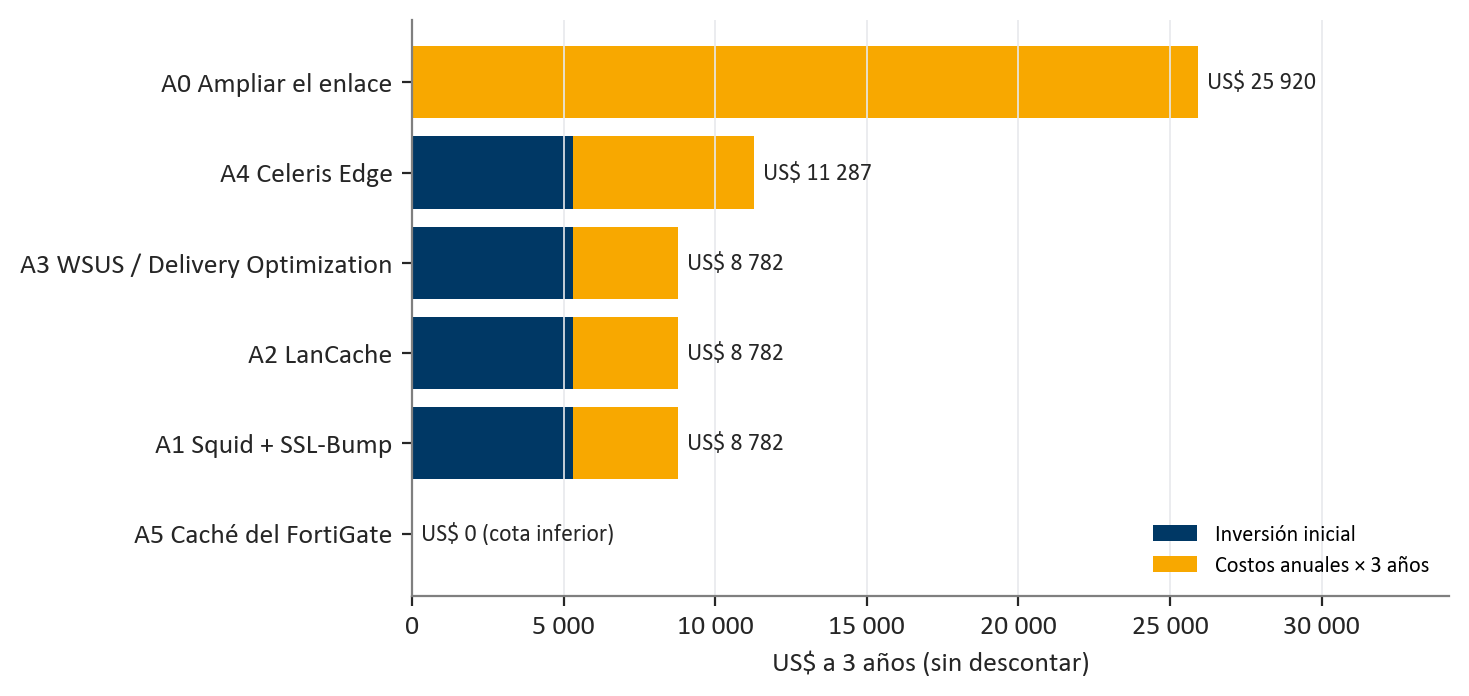 A0 Ampliar el enlace
US$ 25 920
A4 Celeris Edge
US$ 11 287
A3 WSUS / Delivery Optimization
US$ 8 782
A2 LanCache
US$ 8 782
A1 Squid + SSL-Bump
US$ 8 782
A5 Caché del FortiGate
US$ 0 (cota inferior)
Inversión inicial
Costos anuales × 3 años
0 5 000 10 000 15 000 20 000 25 000 30 000
US$ a 3 años (sin descontar)